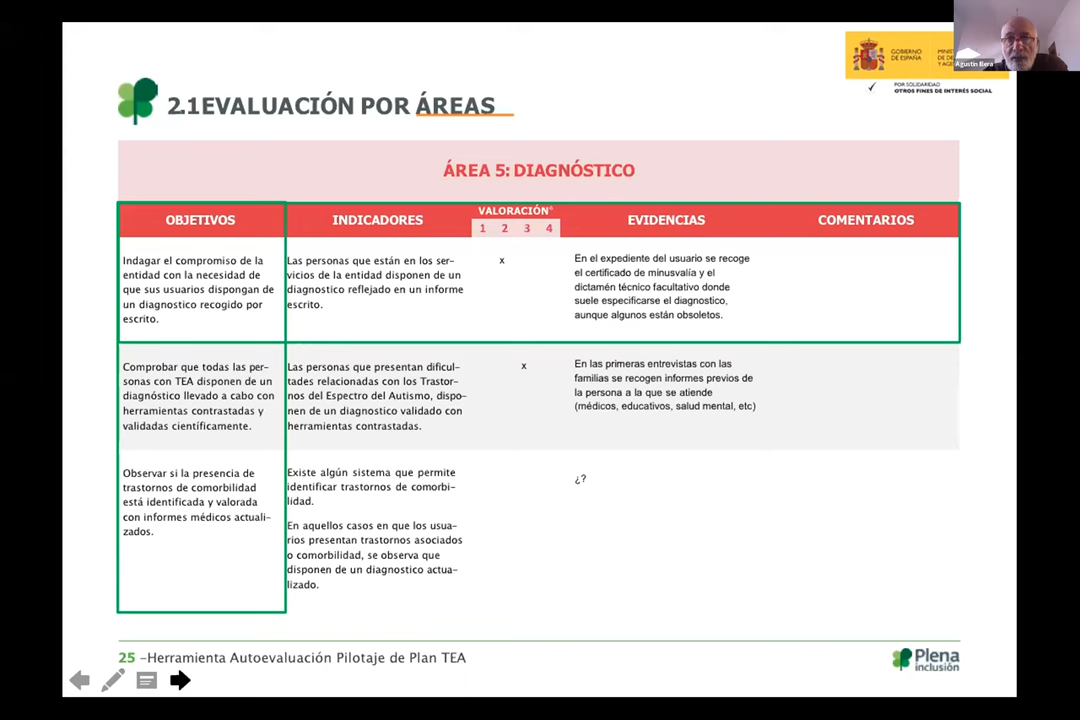 GOBIERNO
DE ESPAÑA
MINIS
DE DE
Y AGE
Agustín Illera
POR SOLIDARIDAD
OTROS FINES DE INTERÉS SOCIAL
2.1EVALUACIÓN POR ÁREAS
ÁREA 5: DIAGNÓSTICO
OBJETIVOS
INDICADORES
VALORACIÓN
1 2 3 4
EVIDENCIAS
COMENTARIOS
Indagar el compromiso de la
entidad con la necesidad de
que sus usuarios dispongan de
un diagnostico recogido por
escrito.
Las personas que están en los ser-
vicios de la entidad disponen de un
diagnostico reflejado en un informe
escrito.
x
En el expediente del usuario se recoge
el certificado de minusvalía y el
dictamén técnico facultativo donde
suele especificarse el diagnostico,
aunque algunos están obsoletos.
Comprobar que todas las per-
sonas con TEA disponen de un
diagnóstico llevado a cabo con
herramientas contrastadas y
validadas científicamente.
Las personas que presentan dificul-
tades relacionadas con los Trastor-
nos del Espectro del Autismo, dispo-
nen de un diagnostico validado con
herramientas contrastadas.
x
En las primeras entrevistas con las
familias se recogen informes previos de
la persona a la que se atiende
(médicos, educativos, salud mental, etc)
Observar si la presencia de
trastornos de comorbilidad
está identificada y valorada
con informes médicos actuali-
zados.
Existe algún sistema que permite
identificar trastornos de comorbi-
lidad.
En aquellos casos en que los usua-
rios presentan trastornos asociados
o comorbilidad, se observa que
disponen de un diagnostico actua-
lizado.
¿?
25 –Herramienta Autoevaluación Pilotaje de Plan TEA
Plena
inclusión